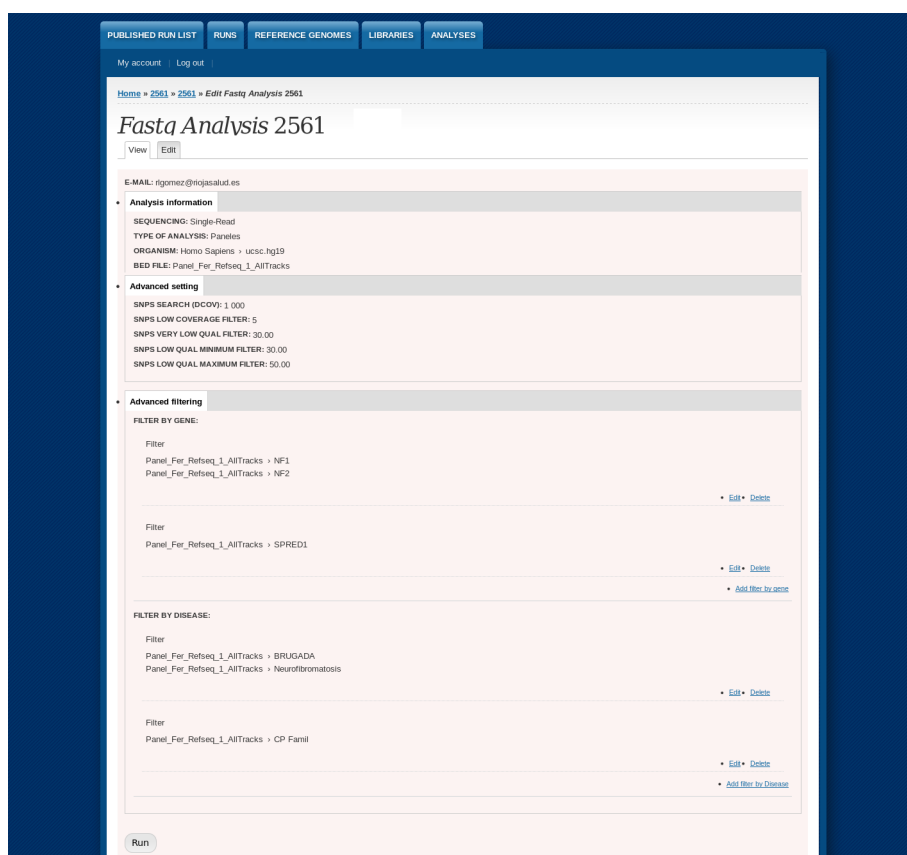 PUBLISHED RUN LIST RUNS REFERENCE GENOMES LIBRARIES ANALYSES
My account | Log out |
Home » 2561 » 2561 » Edit Fastq Analysis 2561
Fastq Analysis 2561
View Edit
E-MAIL: rlgomez@riojasalud.es
Analysis information
SEQUENCING: Single-Read
TYPE OF ANALYSIS: Paneles
ORGANISM: Homo Sapiens › ucsc.hg19
BED FILE: Panel_Fer_Refseq_1_AllTracks
Advanced setting
SNPS SEARCH (DCOV): 1 000
SNPS LOW COVERAGE FILTER: 5
SNPS VERY LOW QUAL FILTER: 30.00
SNPS LOW QUAL MINIMUM FILTER: 30.00
SNPS LOW QUAL MAXIMUM FILTER: 50.00
Advanced filtering
FILTER BY GENE:
Filter
Panel_Fer_Refseq_1_AllTracks › NF1
Panel_Fer_Refseq_1_AllTracks › NF2
Edit Delete
Filter
Panel_Fer_Refseq_1_AllTracks › SPRED1
Edit Delete
Add filter by gene
FILTER BY DISEASE:
Filter
Panel_Fer_Refseq_1_AllTracks › BRUGADA
Panel_Fer_Refseq_1_AllTracks › Neurofibromatosis
Edit Delete
Filter
Panel_Fer_Refseq_1_AllTracks › CP Famil
Edit Delete
Add filter by Disease
Run